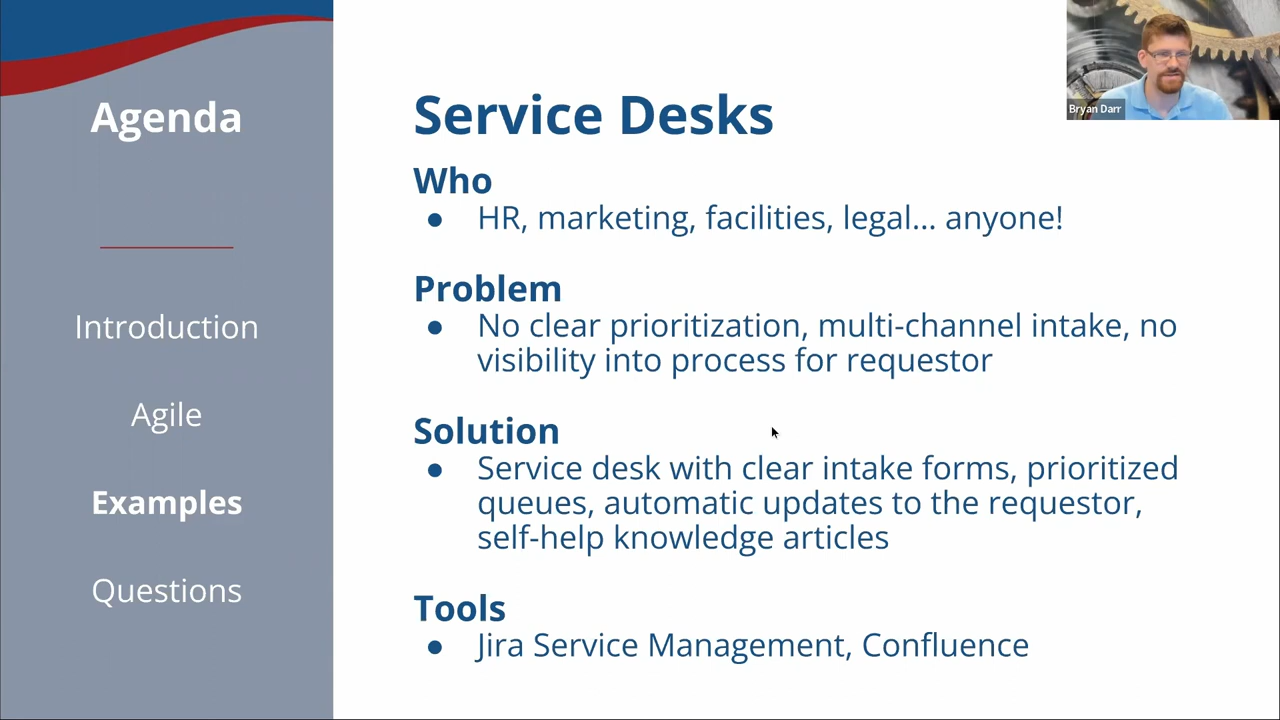 Agenda
Introduction
Agile
Examples
Questions
Service Desks
Who
● HR, marketing, facilities, legal... anyone!
Problem
● No clear prioritization, multi-channel intake, no
visibility into process for requestor
Solution
● Service desk with clear intake forms, prioritized
queues, automatic updates to the requestor,
self-help knowledge articles
Tools
● Jira Service Management, Confluence
Bryan Darr